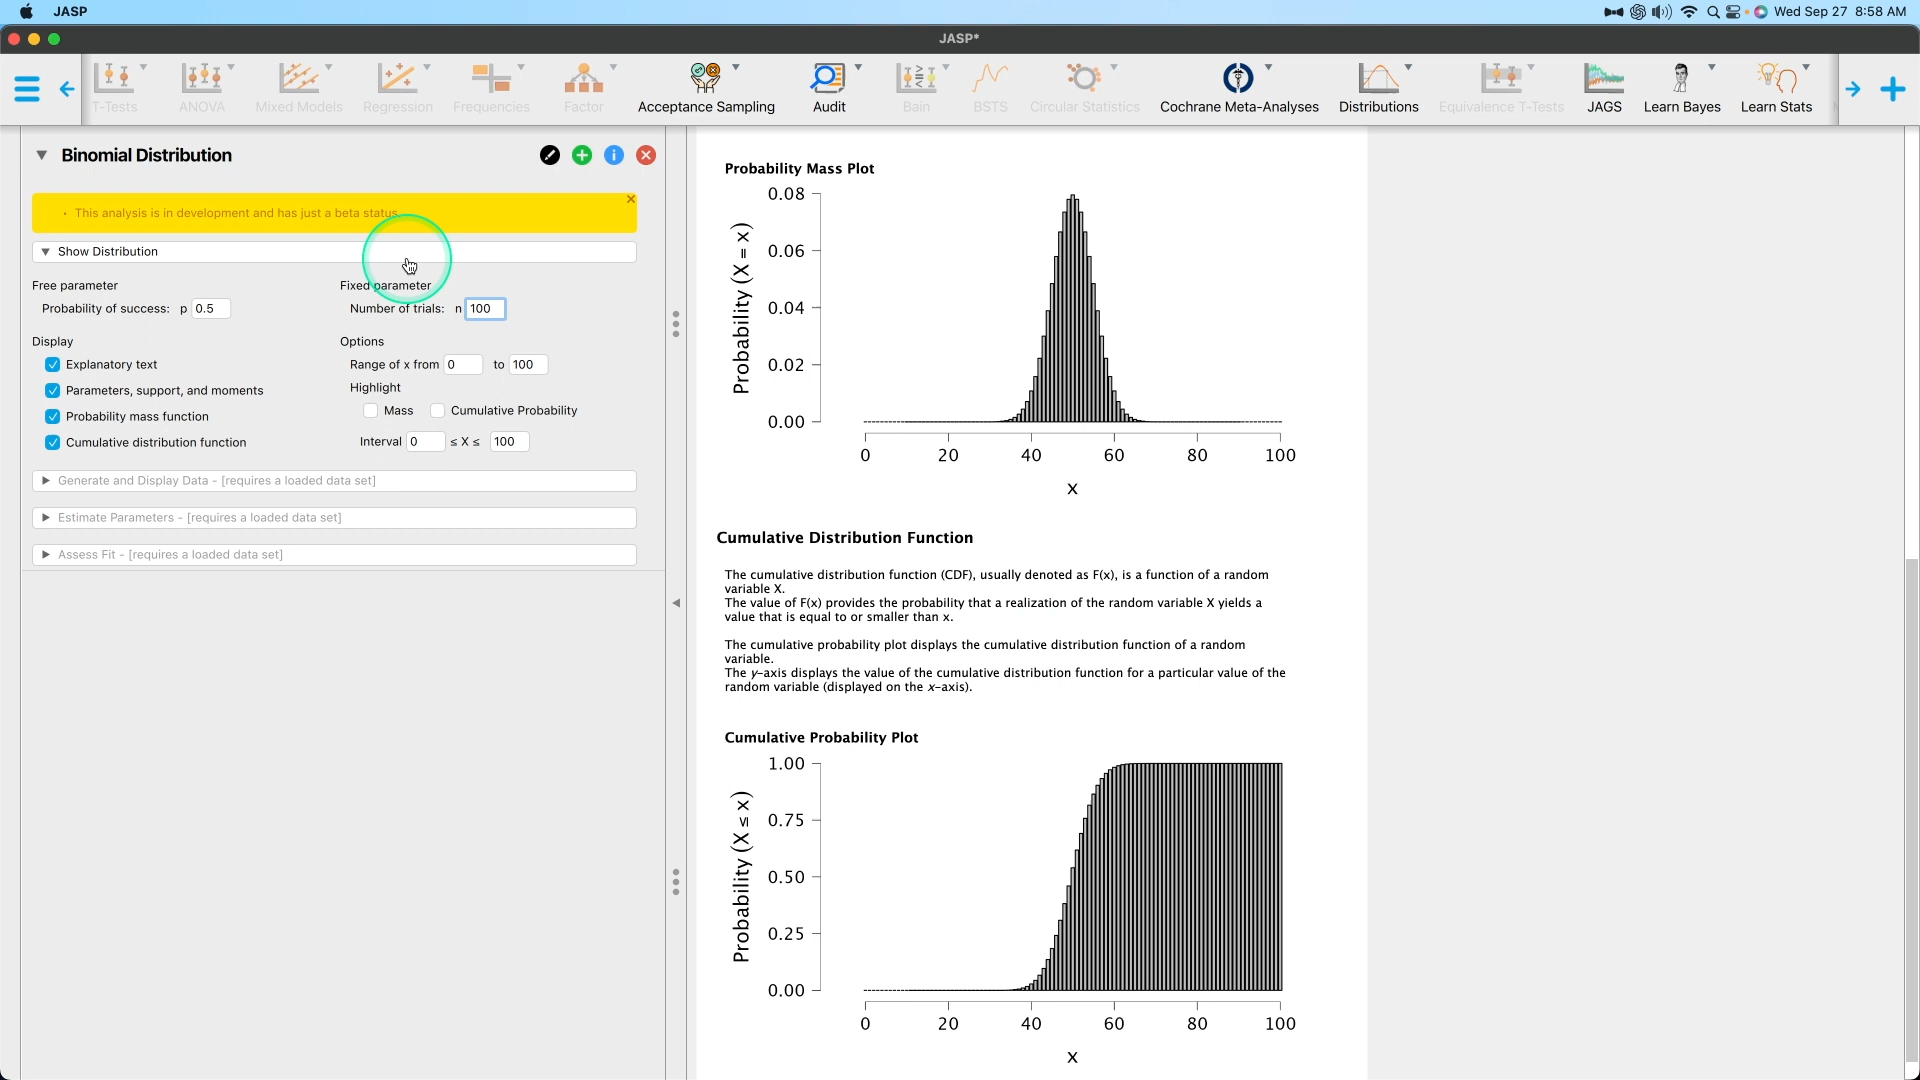 JASP
Wed Sep 27 8:58 AM
JASP*
T-Tests
ANOVA
Mixed Models
Regression
Frequencies
Factor
Acceptance Sampling
Audit
Bain
BSTS
Circular Statistics
Cochrane Meta-Analyses
Distributions
Equivalence T-Tests
JAGS
Learn Bayes
Learn Stats
Binomial Distribution
• This analysis is in development and has just a beta status.
Show Distribution
Free parameter
Probability of success: p 0.5
Fixed parameter
Number of trials: n 100
Display
Explanatory text
Parameters, support, and moments
Probability mass function
Cumulative distribution function
Options
Range of x from 0 to 100
Highlight
Mass Cumulative Probability
Interval 0 ≤ X ≤ 100
Generate and Display Data - [requires a loaded data set]
Estimate Parameters - [requires a loaded data set]
Assess Fit - [requires a loaded data set]
Probability Mass Plot
Probability (X = x)
0.08
0.06
0.04
0.02
0.00
0 20 40 60 80 100
X
Cumulative Distribution Function
The cumulative distribution function (CDF), usually denoted as F(x), is a function of a random
variable X.
The value of F(x) provides the probability that a realization of the random variable X yields a
value that is equal to or smaller than x.
The cumulative probability plot displays the cumulative distribution function of a random
variable.
The y-axis displays the value of the cumulative distribution function for a particular value of the
random variable (displayed on the x-axis).
Cumulative Probability Plot
Probability (X ≤ x)
1.00
0.75
0.50
0.25
0.00
0 20 40 60 80 100
X